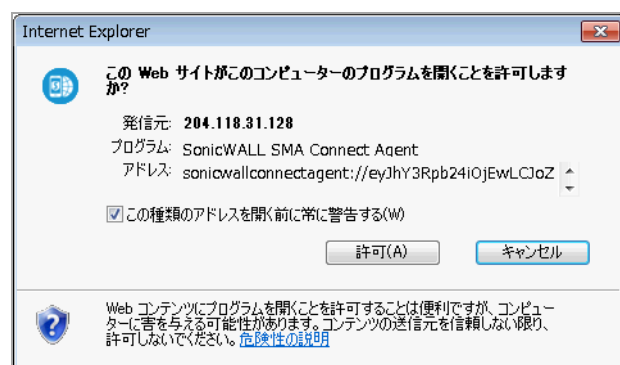 Internet Explorer
この Web サイトがこのコンピューターのプログラムを開くことを許可します
か?
発信元: 204.118.31.128
プログラム: SonicWALL SMA Connect Agent
アドレス: sonicwallconnectagent://eyJhY3Rpb24iOjEwLCJoZ
この種類のアドレスを開く前に常に警告する(W)
許可(A) キャンセル
Web コンテンツにプログラムを開くことを許可することは便利ですが、コンピュー
ターに害を与える可能性があります。コンテンツの送信元を信頼しない限り、
許可しないでください。危険性の説明